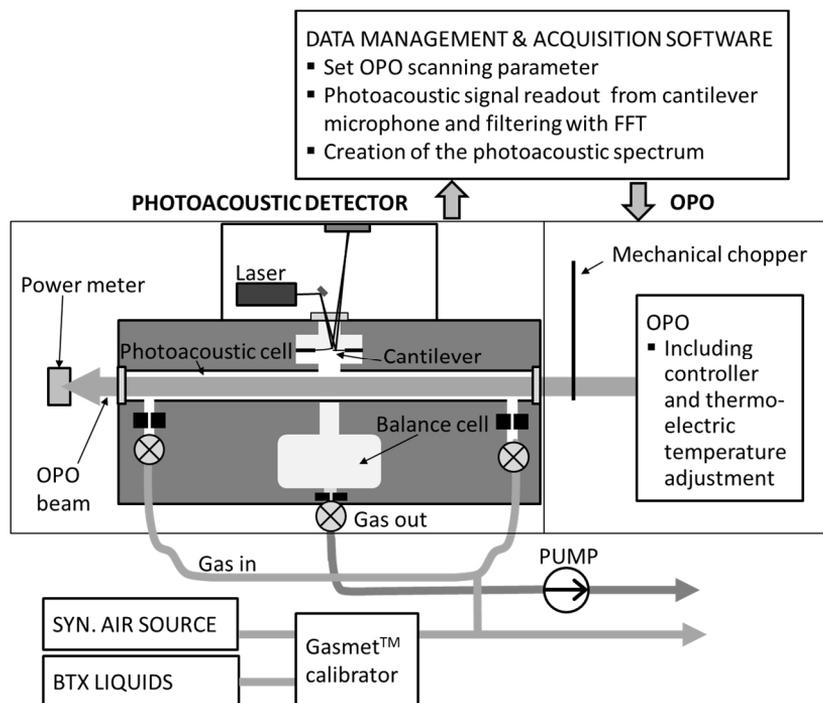 DATA MANAGEMENT & ACQUISITION SOFTWARE
▪ Set OPO scanning parameter
▪ Photoacoustic signal readout from cantilever
microphone and filtering with FFT
▪ Creation of the photoacoustic spectrum
PHOTOACOUSTIC DETECTOR
OPO
Mechanical chopper
Laser
Power meter
OPO
▪ Including
controller
and thermo-
electric
temperature
adjustment
Photoacoustic cell
Cantilever
Balance cell
OPO
beam
Gas out
Gas in
PUMP
SYN. AIR SOURCE
Gasmet™
calibrator
BTX LIQUIDS